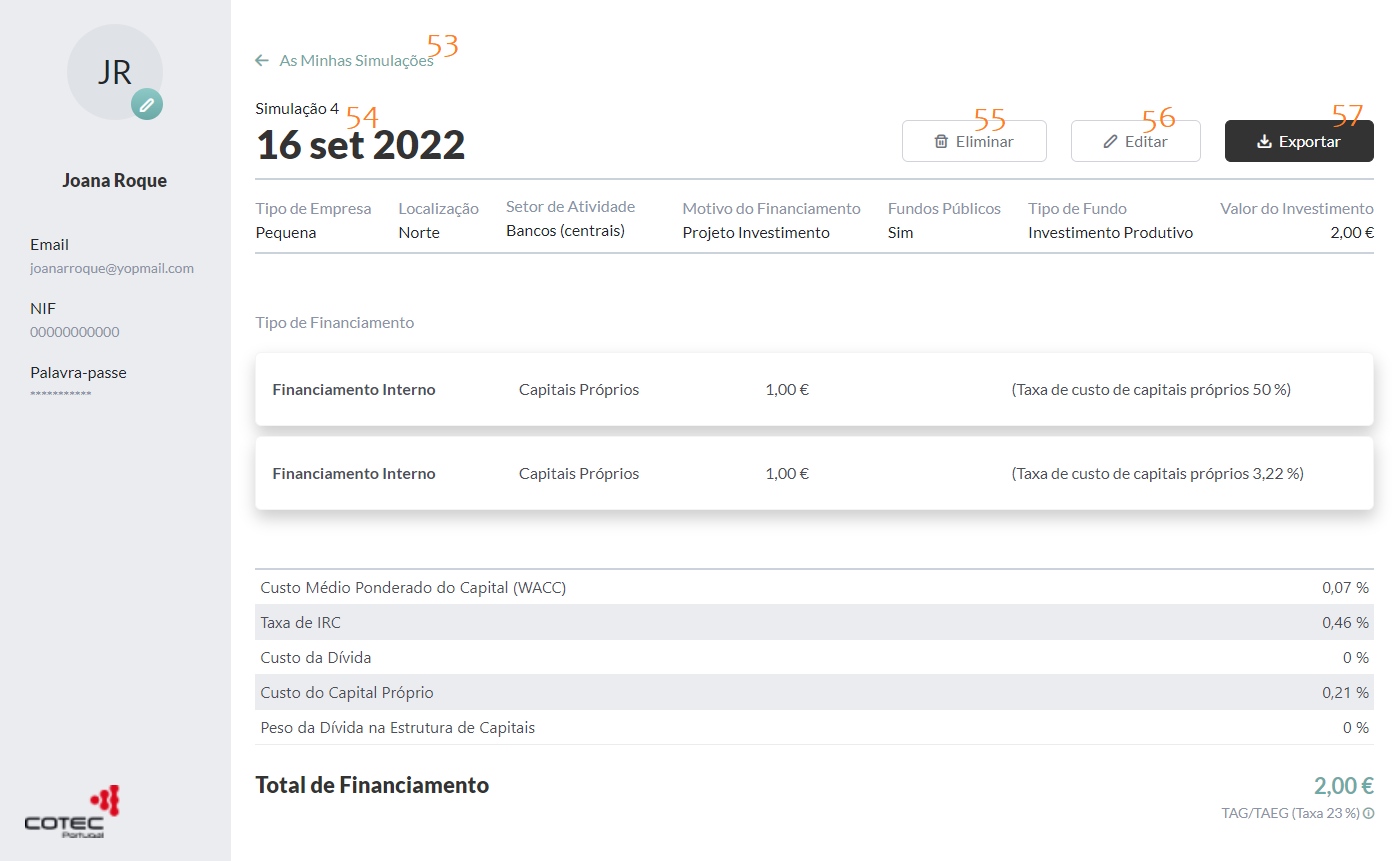 JR
Joana Roque
Email
joanarroque@yopmail.com
NIF
00000000000
Palavra-passe
***********
COTEC
Portugal
53
As Minhas Simulações
Simulação 4
54
16 set 2022
55
Eliminar
56
Editar
57
Exportar
Tipo de Empresa Localização Setor de Atividade Motivo do Financiamento Fundos Públicos Tipo de Fundo Valor do Investimento
Pequena Norte Bancos (centrais) Projeto Investimento Sim Investimento Produtivo 2,00 €
Tipo de Financiamento
Financiamento Interno Capitais Próprios 1,00 € (Taxa de custo de capitais próprios 50 %)
Financiamento Interno Capitais Próprios 1,00 € (Taxa de custo de capitais próprios 3,22 %)
Custo Médio Ponderado do Capital (WACC) 0,07 %
Taxa de IRC 0,46 %
Custo da Dívida 0 %
Custo do Capital Próprio 0,21 %
Peso da Dívida na Estrutura de Capitais 0 %
Total de Financiamento 2,00 €
TAG/TAEG (Taxa 23 %)